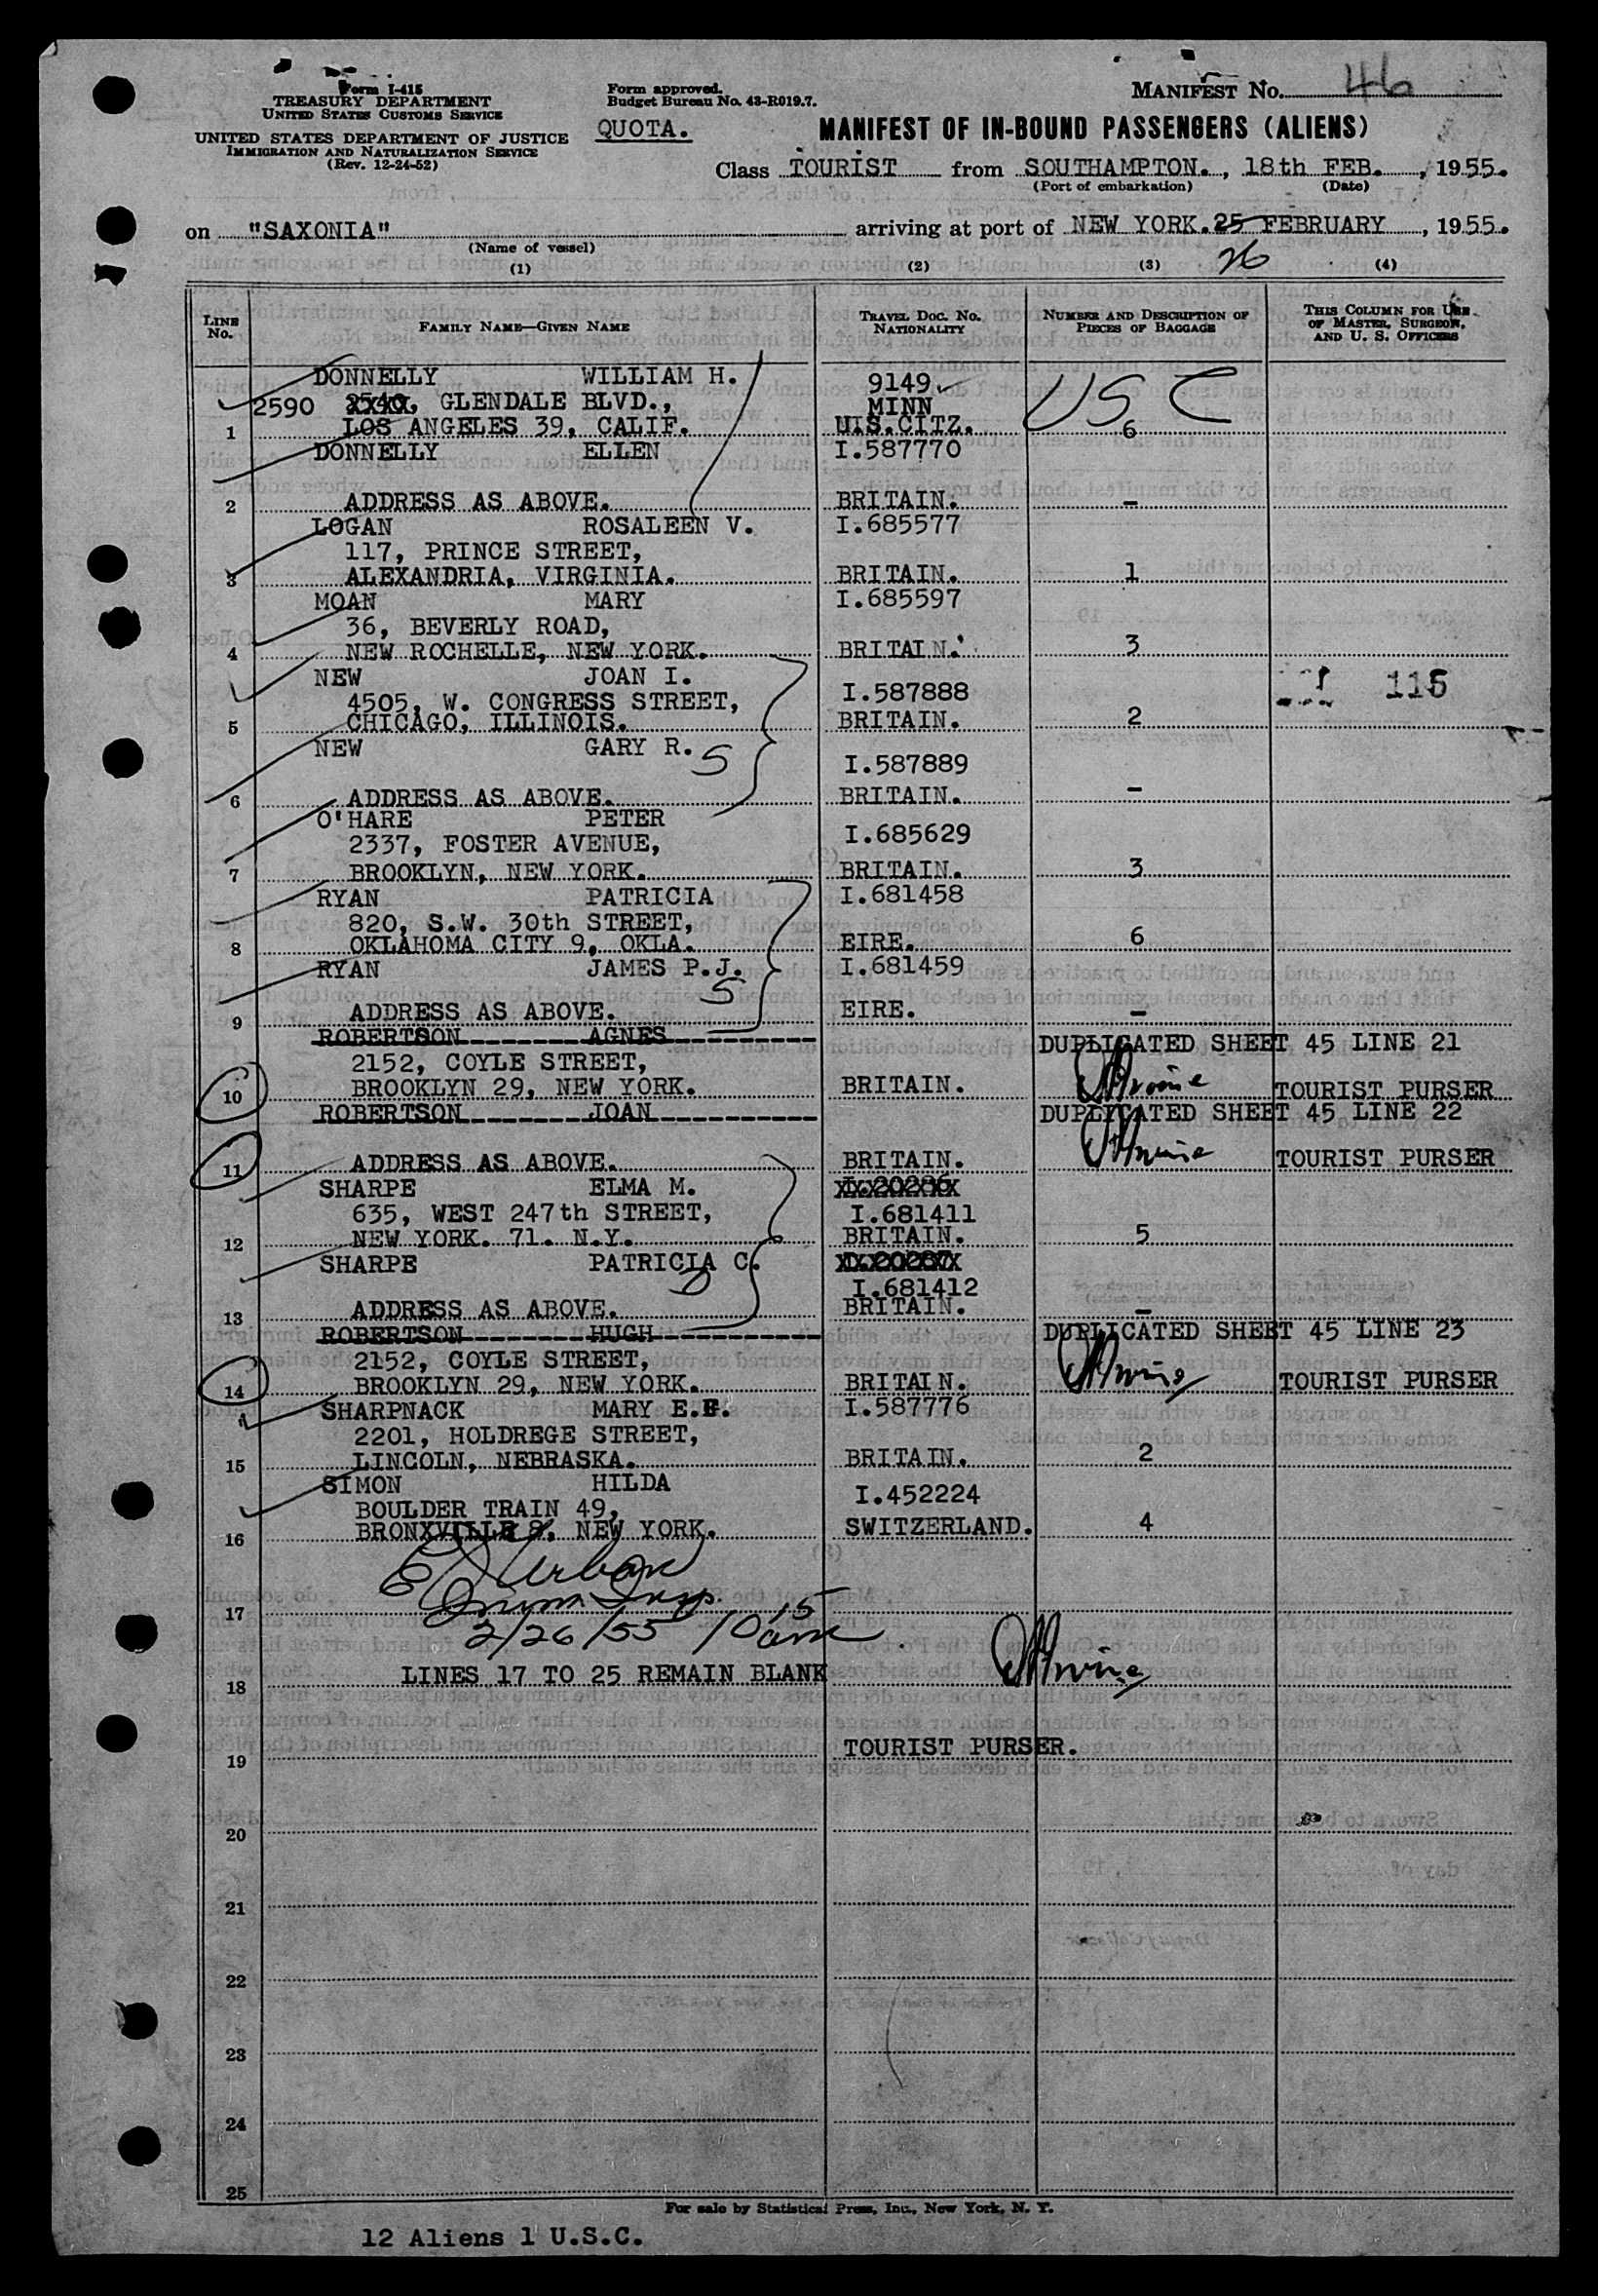 Form I-415
TREASURY DEPARTMENT
UNITED STATES CUSTOMS SERVICE
UNITED STATES DEPARTMENT OF JUSTICE
IMMIGRATION AND NATURALIZATION SERVICE
(Rev. 12-24-52)
Form approved.
Budget Bureau No. 43-R019.7.
QUOTA.
MANIFEST NO. 46
MANIFEST OF IN-BOUND PASSENGERS (ALIENS)
Class TOURIST from SOUTHAMPTON., 18th FEB., 1955.
(Port of embarkation) (Date)
on "SAXONIA" arriving at port of NEW YORK. 25 FEBRUARY, 1955.
(Name of vessel) 26
(1) (2) (3) (4)
LINE NO. FAMILY NAME—GIVEN NAME TRAVEL DOC. NO. NATIONALITY NUMBER AND DESCRIPTION OF PIECES OF BAGGAGE THIS COLUMN FOR USE OF MASTER, SURGEON, AND U. S. OFFICERS
DONNELLY WILLIAM H. 9149
2590 GLENDALE BLVD., MINN USC
1 LOS ANGELES 39, CALIF. U.S.CITZ. 6
DONNELLY ELLEN I.587770
2 ADDRESS AS ABOVE. BRITAIN. -
LOGAN ROSALEEN V. I.685577
117, PRINCE STREET,
3 ALEXANDRIA, VIRGINIA. BRITAIN. 1
MOAN MARY I.685597
36, BEVERLY ROAD,
4 NEW ROCHELLE, NEW YORK. BRITAIN. 3
NEW JOAN I. I.587888 115
4505, W. CONGRESS STREET,
5 CHICAGO, ILLINOIS. BRITAIN. 2
NEW GARY R. S I.587889
6 ADDRESS AS ABOVE. BRITAIN. -
O'HARE PETER I.685629
2337, FOSTER AVENUE,
7 BROOKLYN, NEW YORK. BRITAIN. 3
RYAN PATRICIA I.681458
820, S.W. 30th STREET,
8 OKLAHOMA CITY 9, OKLA. EIRE. 6
RYAN JAMES P.J. S I.681459
9 ADDRESS AS ABOVE. EIRE. -
ROBERTSON AGNES DUPLICATED SHEET 45 LINE 21
2152, COYLE STREET,
10 BROOKLYN 29, NEW YORK. BRITAIN. TOURIST PURSER
ROBERTSON JOAN DUPLICATED SHEET 45 LINE 22
11 ADDRESS AS ABOVE. BRITAIN. TOURIST PURSER
SHARPE ELMA M. I.20286
635, WEST 247th STREET, I.681411
12 NEW YORK. 71. N.Y. BRITAIN. 5
SHARPE PATRICIA C. I.20287
I.681412
13 ADDRESS AS ABOVE. BRITAIN. -
ROBERTSON HUGH DUPLICATED SHEET 45 LINE 23
2152, COYLE STREET,
14 BROOKLYN 29, NEW YORK. BRITAIN. TOURIST PURSER
SHARPNACK MARY E.E. I.587776
2201, HOLDREGE STREET,
15 LINCOLN, NEBRASKA. BRITAIN. 2
SIMON HILDA I.452224
BOULDER TRAIN 49,
16 BRONXVILLE 8, NEW YORK. SWITZERLAND. 4
Urban
17 Imm Insp.
2/26/55 10 15 am
18 LINES 17 TO 25 REMAIN BLANK
19 TOURIST PURSER.
20
21
22
23
24
25
For sale by Statistical Press, Inc., New York, N. Y.
12 Aliens 1 U.S.C.